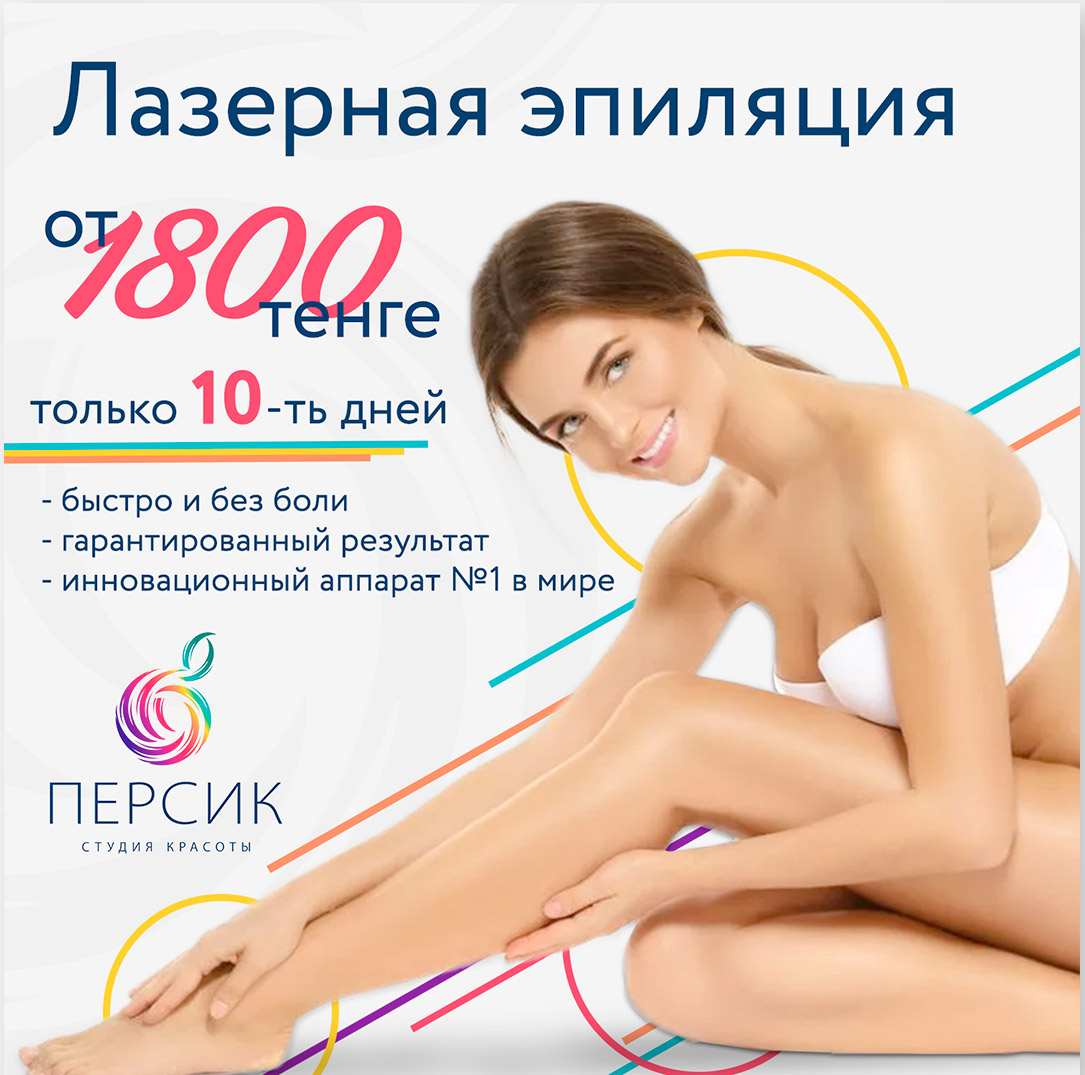 Лазерная эпиляция
от 1800
тенге
только 10-ть дней
- быстро и без боли
- гарантированный результат
- инновационный аппарат №1 в мире
ПЕРСИК
СТУДИЯ КРАСОТЫ